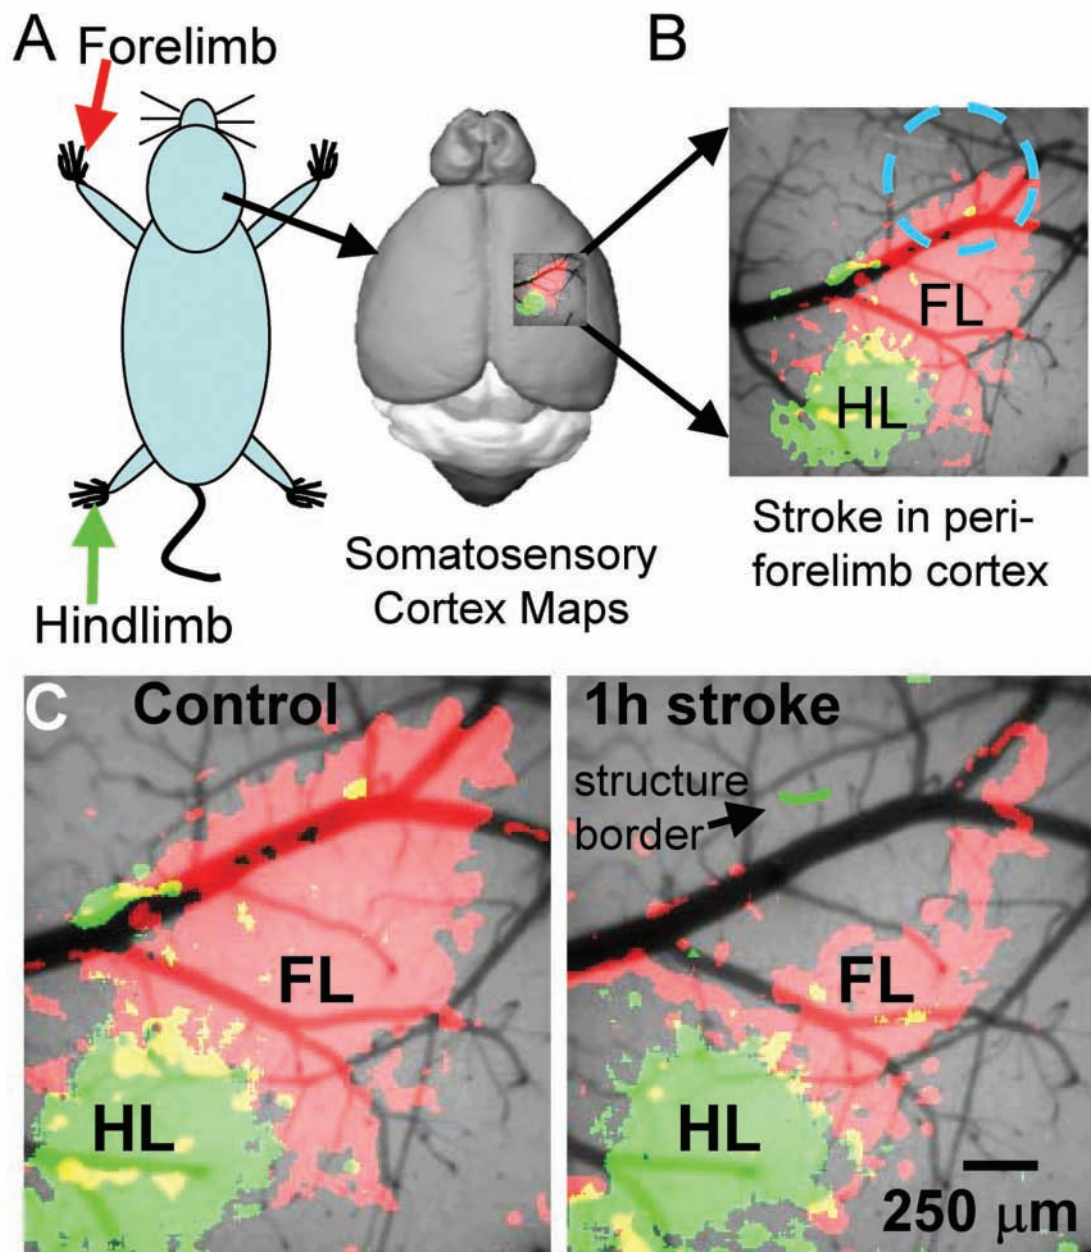 A
Forelimb
B
FL
HL
Somatosensory
Cortex Maps
Stroke in peri-
forelimb cortex
Hindlimb
C
Control
FL
HL
1h stroke
structure
border
FL
HL
250 μm